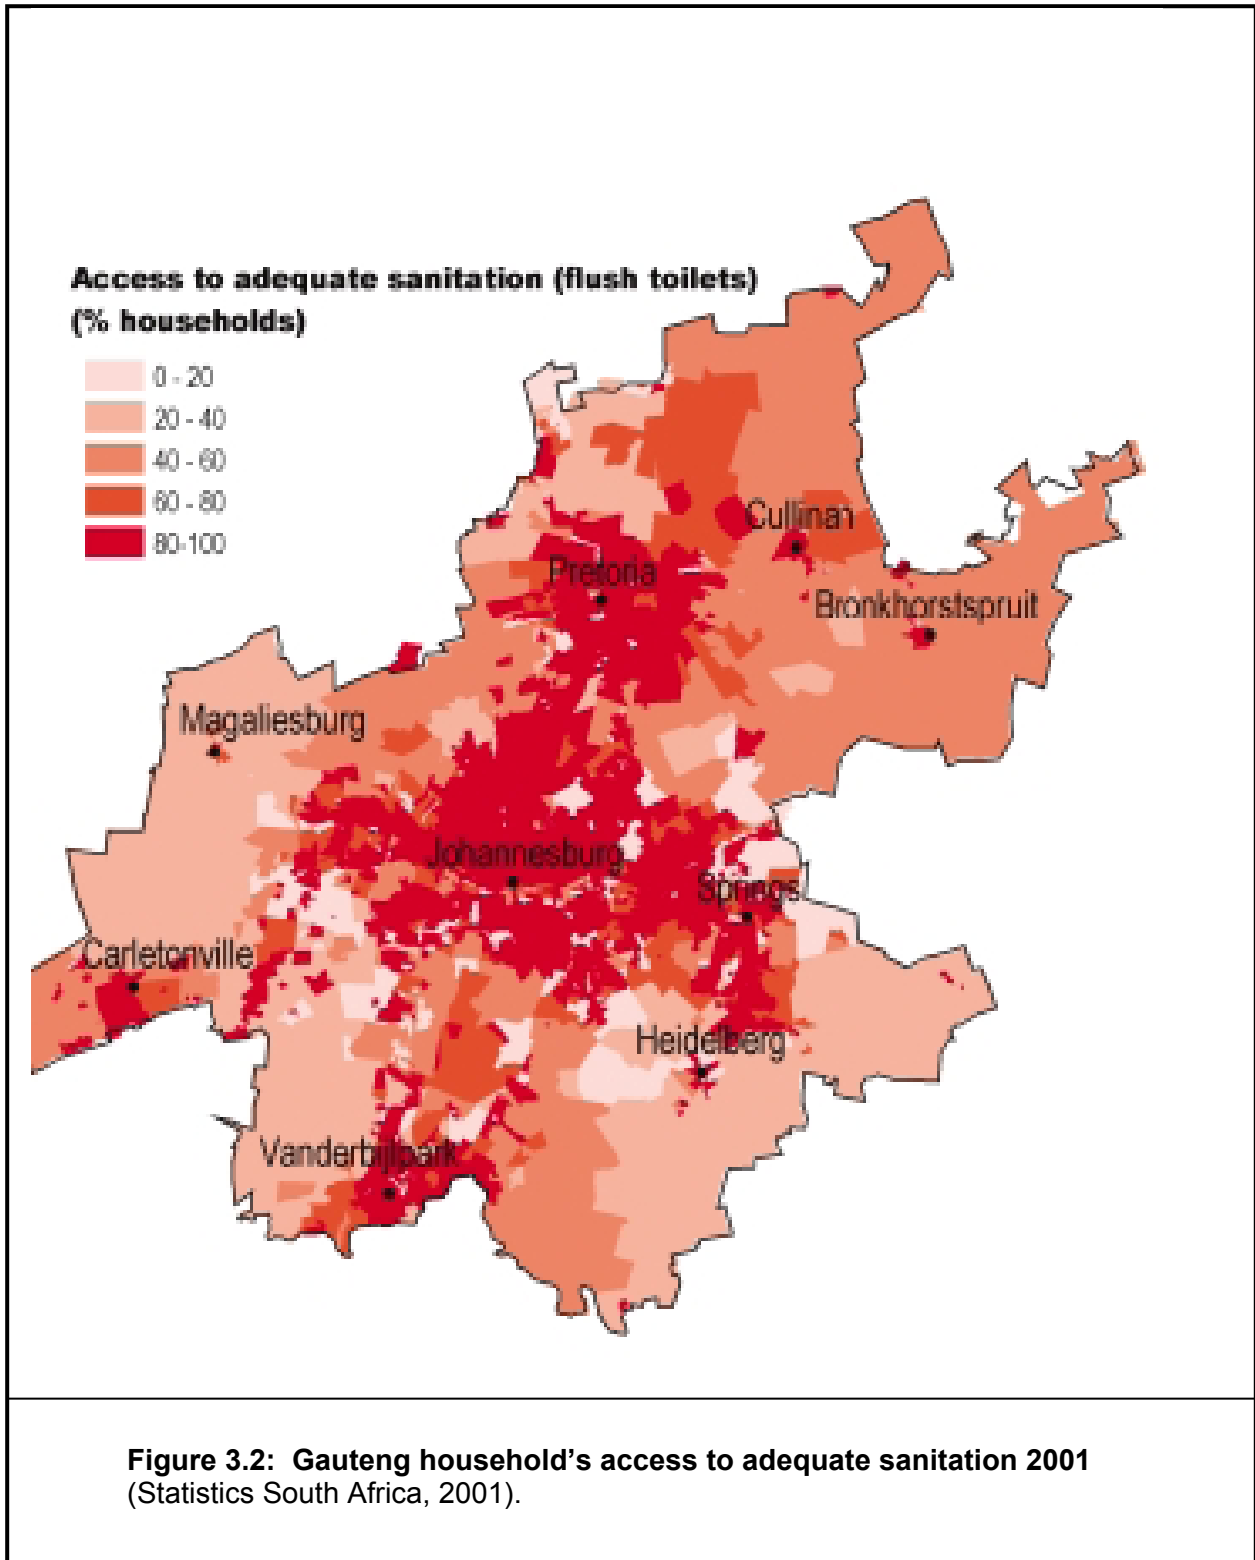 Access to adequate sanitation (flush toilets)
(% households)
0 - 20
20 - 40
40 - 60
60 - 80
80-100
Cullinan
Pretoria
Bronkhorstspruit
Magaliesburg
Johannesburg
Springs
Carletonville
Heidelberg
Vanderbijlpark
Figure 3.2: Gauteng household’s access to adequate sanitation 2001
(Statistics South Africa, 2001).